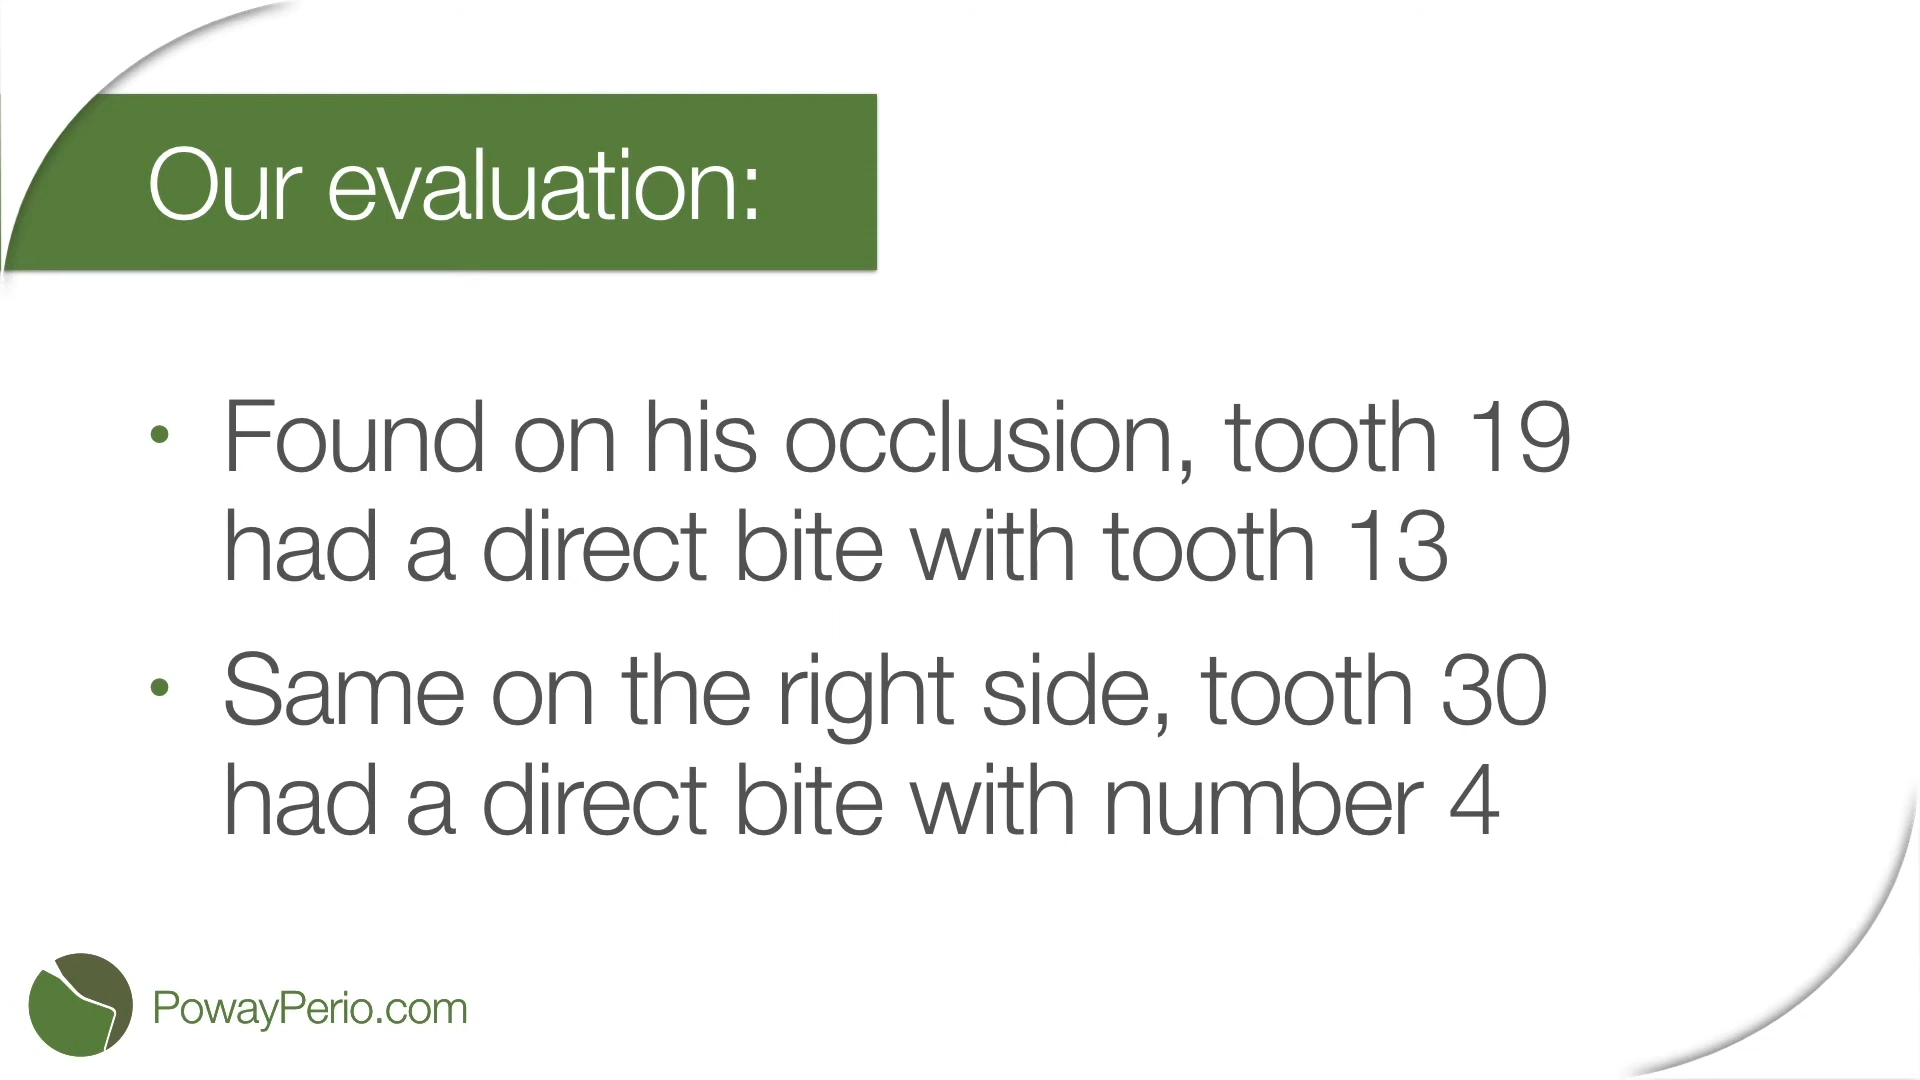 Our evaluation:
• Found on his occlusion, tooth 19
had a direct bite with tooth 13
• Same on the right side, tooth 30
had a direct bite with number 4
PowayPerio.com